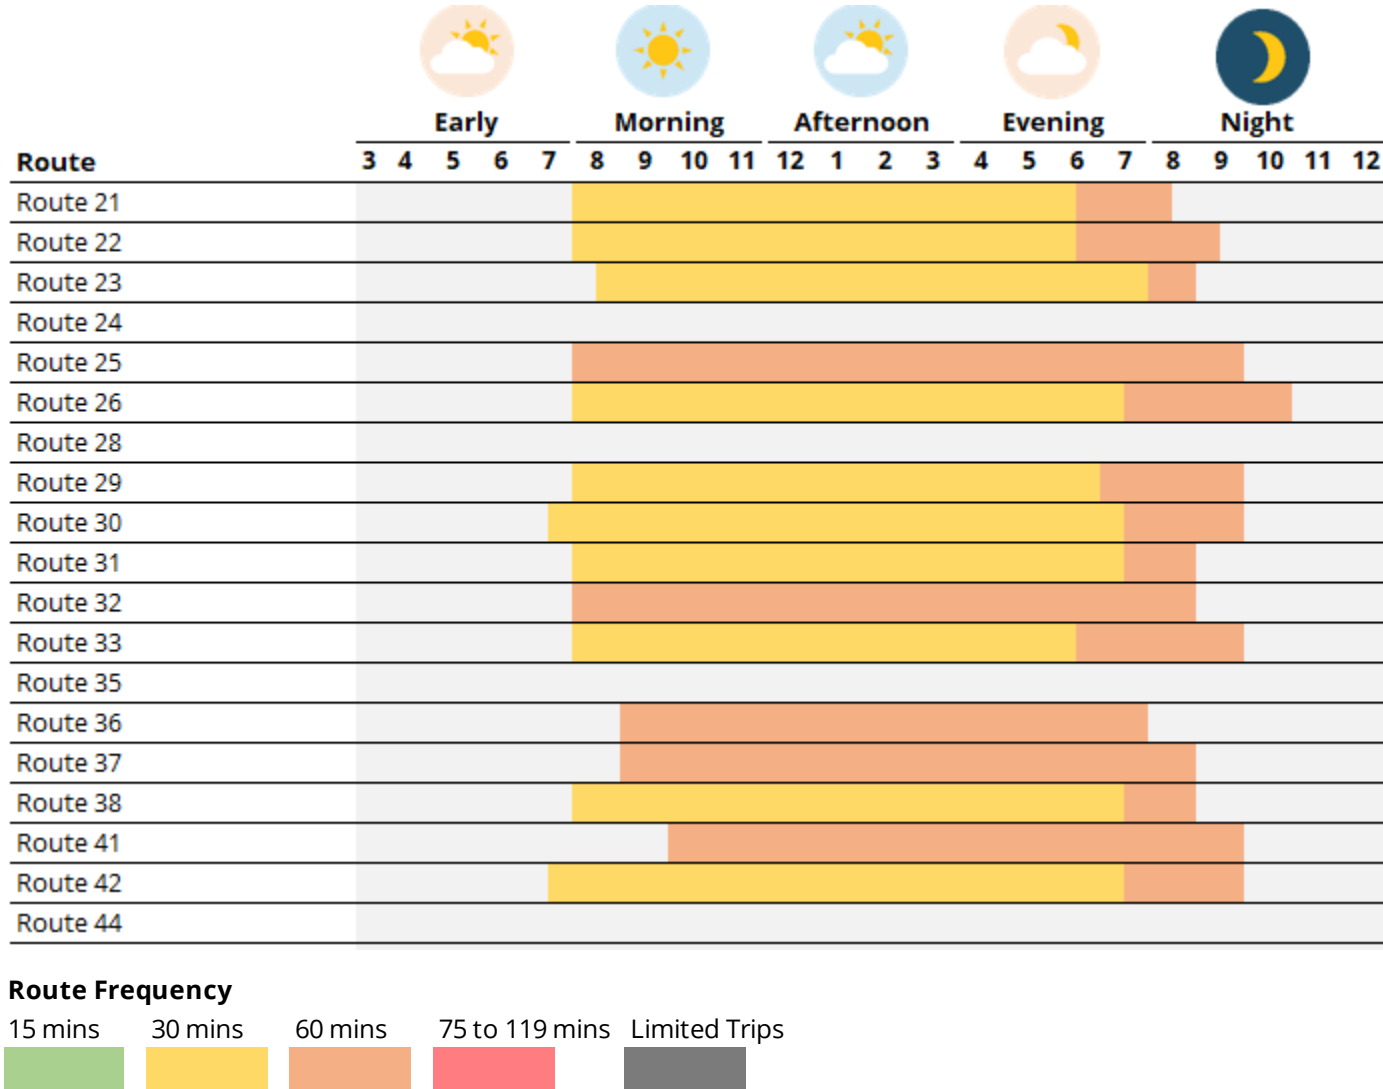 Early Morning Afternoon Evening Night
Route 3 4 5 6 7 8 9 10 11 12 1 2 3 4 5 6 7 8 9 10 11 12
Route 21
Route 22
Route 23
Route 24
Route 25
Route 26
Route 28
Route 29
Route 30
Route 31
Route 32
Route 33
Route 35
Route 36
Route 37
Route 38
Route 41
Route 42
Route 44
Route Frequency
15 mins 30 mins 60 mins 75 to 119 mins Limited Trips